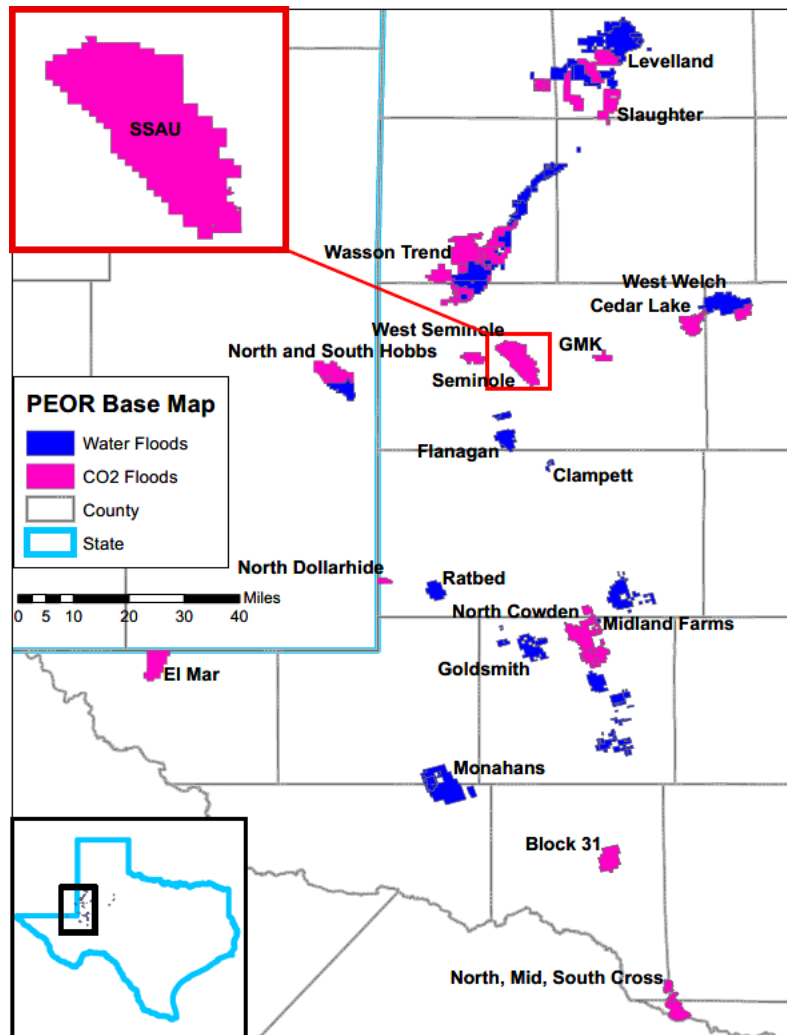 SSAU
Levelland
Slaughter
Wasson Trend
West Welch
Cedar Lake
West Seminole
GMK
North and South Hobbs
Seminole
PEOR Base Map
Water Floods
CO2 Floods
County
State
Flanagan
Clampett
North Dollarhide
Ratbed
Miles
0 5 10 20 30 40
North Cowden
Midland Farms
Goldsmith
El Mar
Monahans
Block 31
North, Mid, South Cross